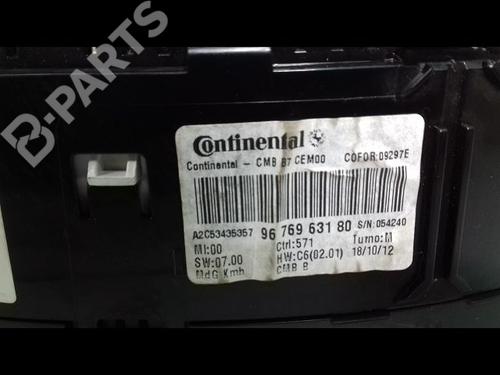 B-PARTS
Continental
Continental - CMB B7 CEM00 COFOR:09297E
A2C53435357 96 769 631 80 S/N:054240
MI:00 Ctrl:571 Turno:M
SW:07.00 HW:C6(02.01) 18/10/12
MdG Kmh CMB B